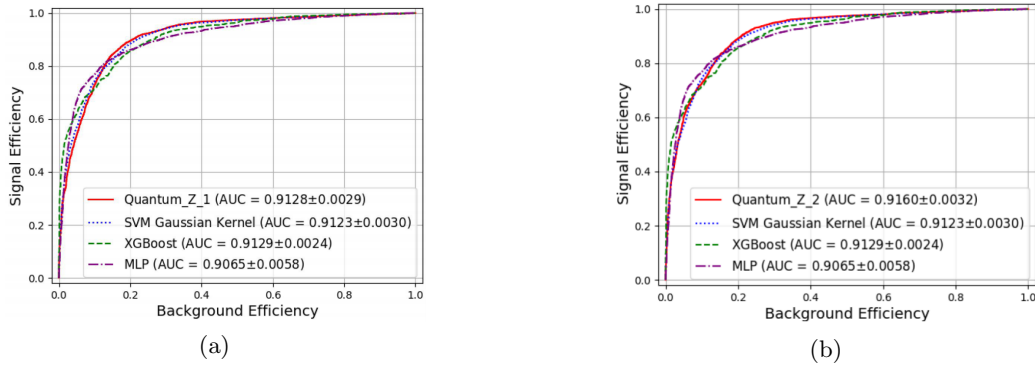 1.0
0.8
0.6
0.4
0.2
0.0
Signal Efficiency
Quantum_Z_1 (AUC = 0.9128±0.0029)
SVM Gaussian Kernel (AUC = 0.9123±0.0030)
XGBoost (AUC = 0.9129±0.0024)
MLP (AUC = 0.9065±0.0058)
0.0 0.2 0.4 0.6 0.8 1.0
Background Efficiency
(a)
1.0
0.8
0.6
0.4
0.2
0.0
Signal Efficiency
Quantum_Z_2 (AUC = 0.9160±0.0032)
SVM Gaussian Kernel (AUC = 0.9123±0.0030)
XGBoost (AUC = 0.9129±0.0024)
MLP (AUC = 0.9065±0.0058)
0.0 0.2 0.4 0.6 0.8 1.0
Background Efficiency
(b)